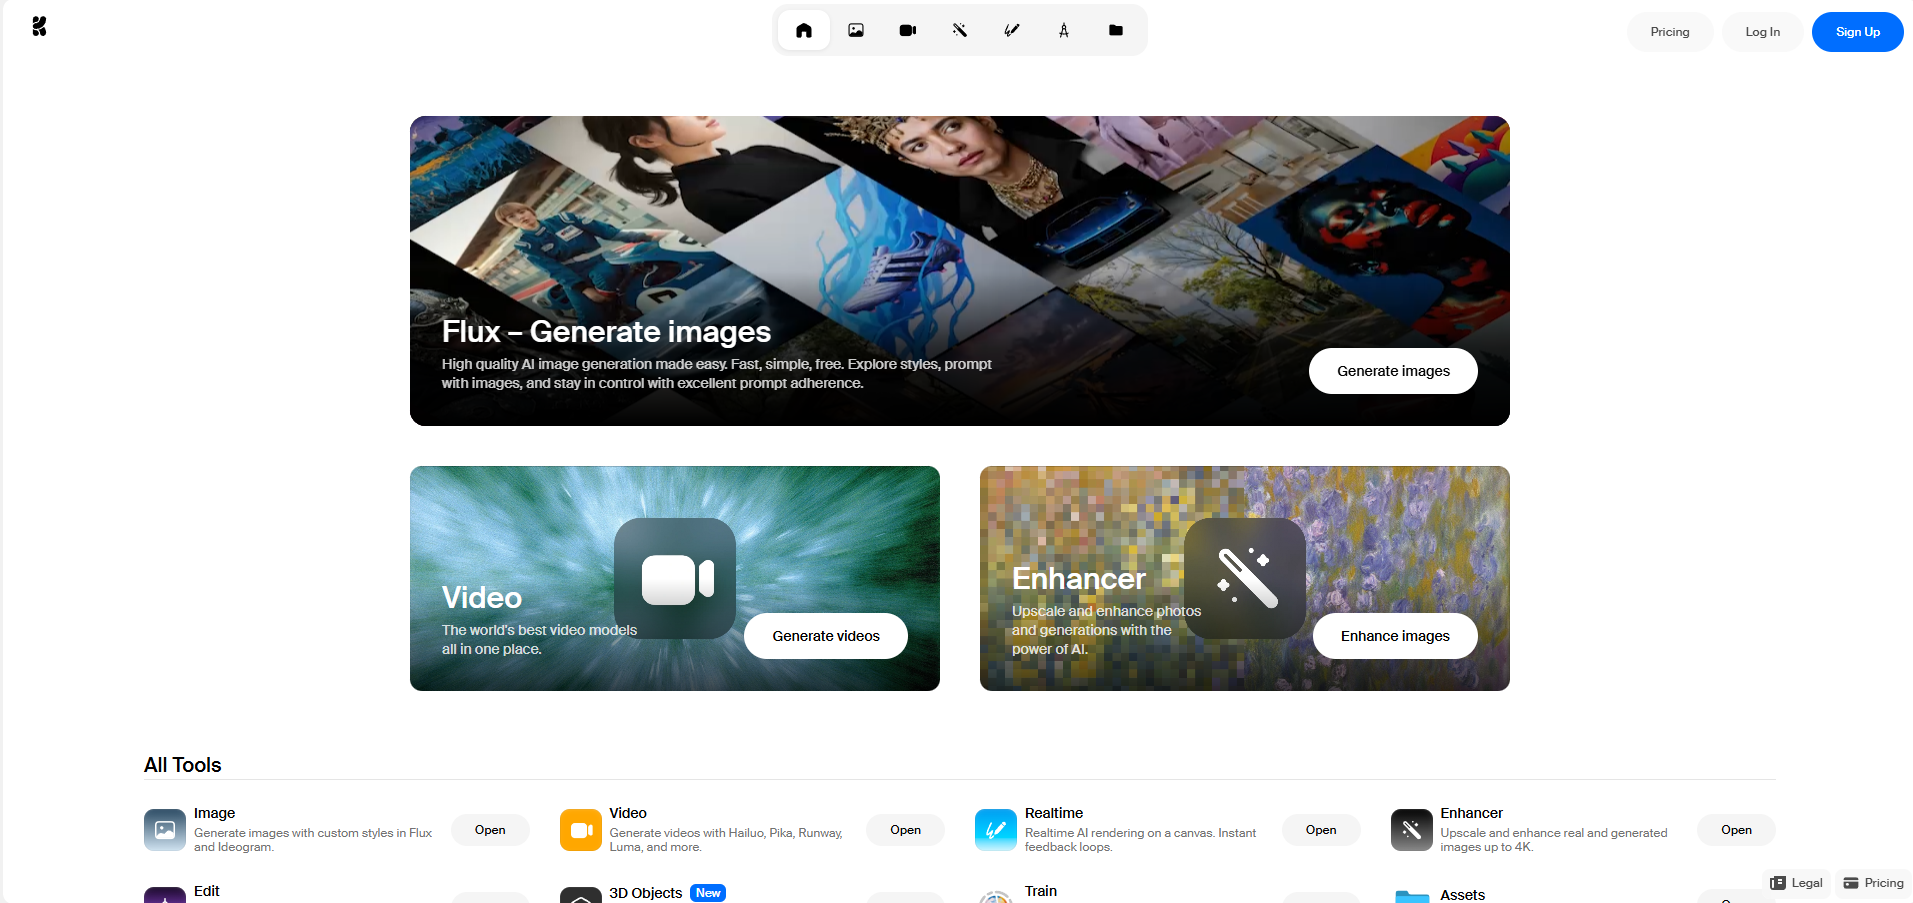 Pricing
Log In
Sign Up
Flux – Generate images
High quality AI image generation made easy. Fast, simple, free. Explore styles, prompt
with images, and stay in control with excellent prompt adherence.
Generate images
Video
The world's best video models
all in one place.
Generate videos
Enhancer
Upscale and enhance photos
and generations with the
power of AI.
Enhance images
All Tools
Image
Generate images with custom styles in Flux
and Ideogram.
Open
Video
Generate videos with Hailuo, Pika, Runway,
Luma, and more.
Open
Realtime
Realtime AI rendering on a canvas. Instant
feedback loops.
Open
Enhancer
Upscale and enhance real and generated
images up to 4K.
Open
Edit
3D Objects New
Train
Assets
Legal
Pricing